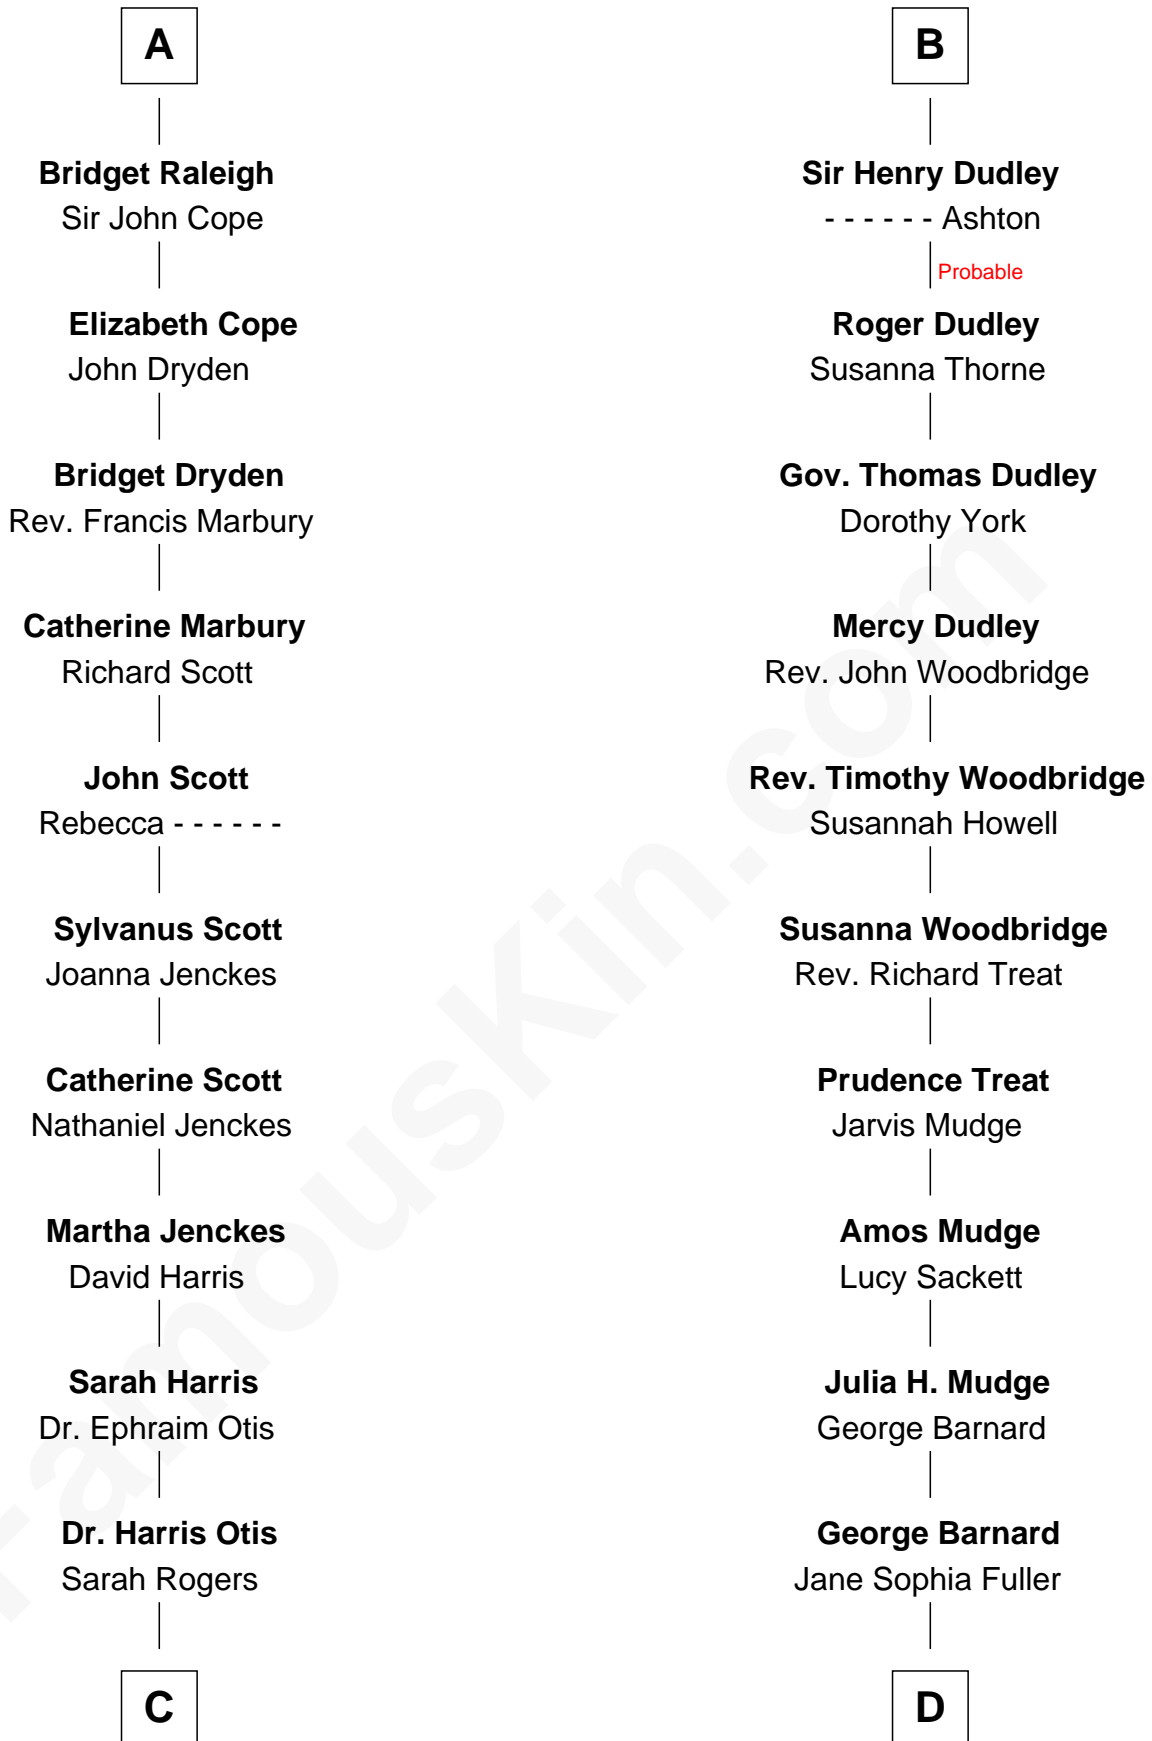 A
Bridget Raleigh
Sir John Cope
Elizabeth Cope
John Dryden
Bridget Dryden
Rev. Francis Marbury
Catherine Marbury
Richard Scott
John Scott
Rebecca - - - - - -
Sylvanus Scott
Joanna Jenckes
Catherine Scott
Nathaniel Jenckes
Martha Jenckes
David Harris
Sarah Harris
Dr. Ephraim Otis
Dr. Harris Otis
Sarah Rogers
C
B
Sir Henry Dudley
- - - - - - Ashton
Probable
Roger Dudley
Susanna Thorne
Gov. Thomas Dudley
Dorothy York
Mercy Dudley
Rev. John Woodbridge
Rev. Timothy Woodbridge
Susannah Howell
Susanna Woodbridge
Rev. Richard Treat
Prudence Treat
Jarvis Mudge
Amos Mudge
Lucy Sackett
Julia H. Mudge
George Barnard
George Barnard
Jane Sophia Fuller
D
FamousKin.com